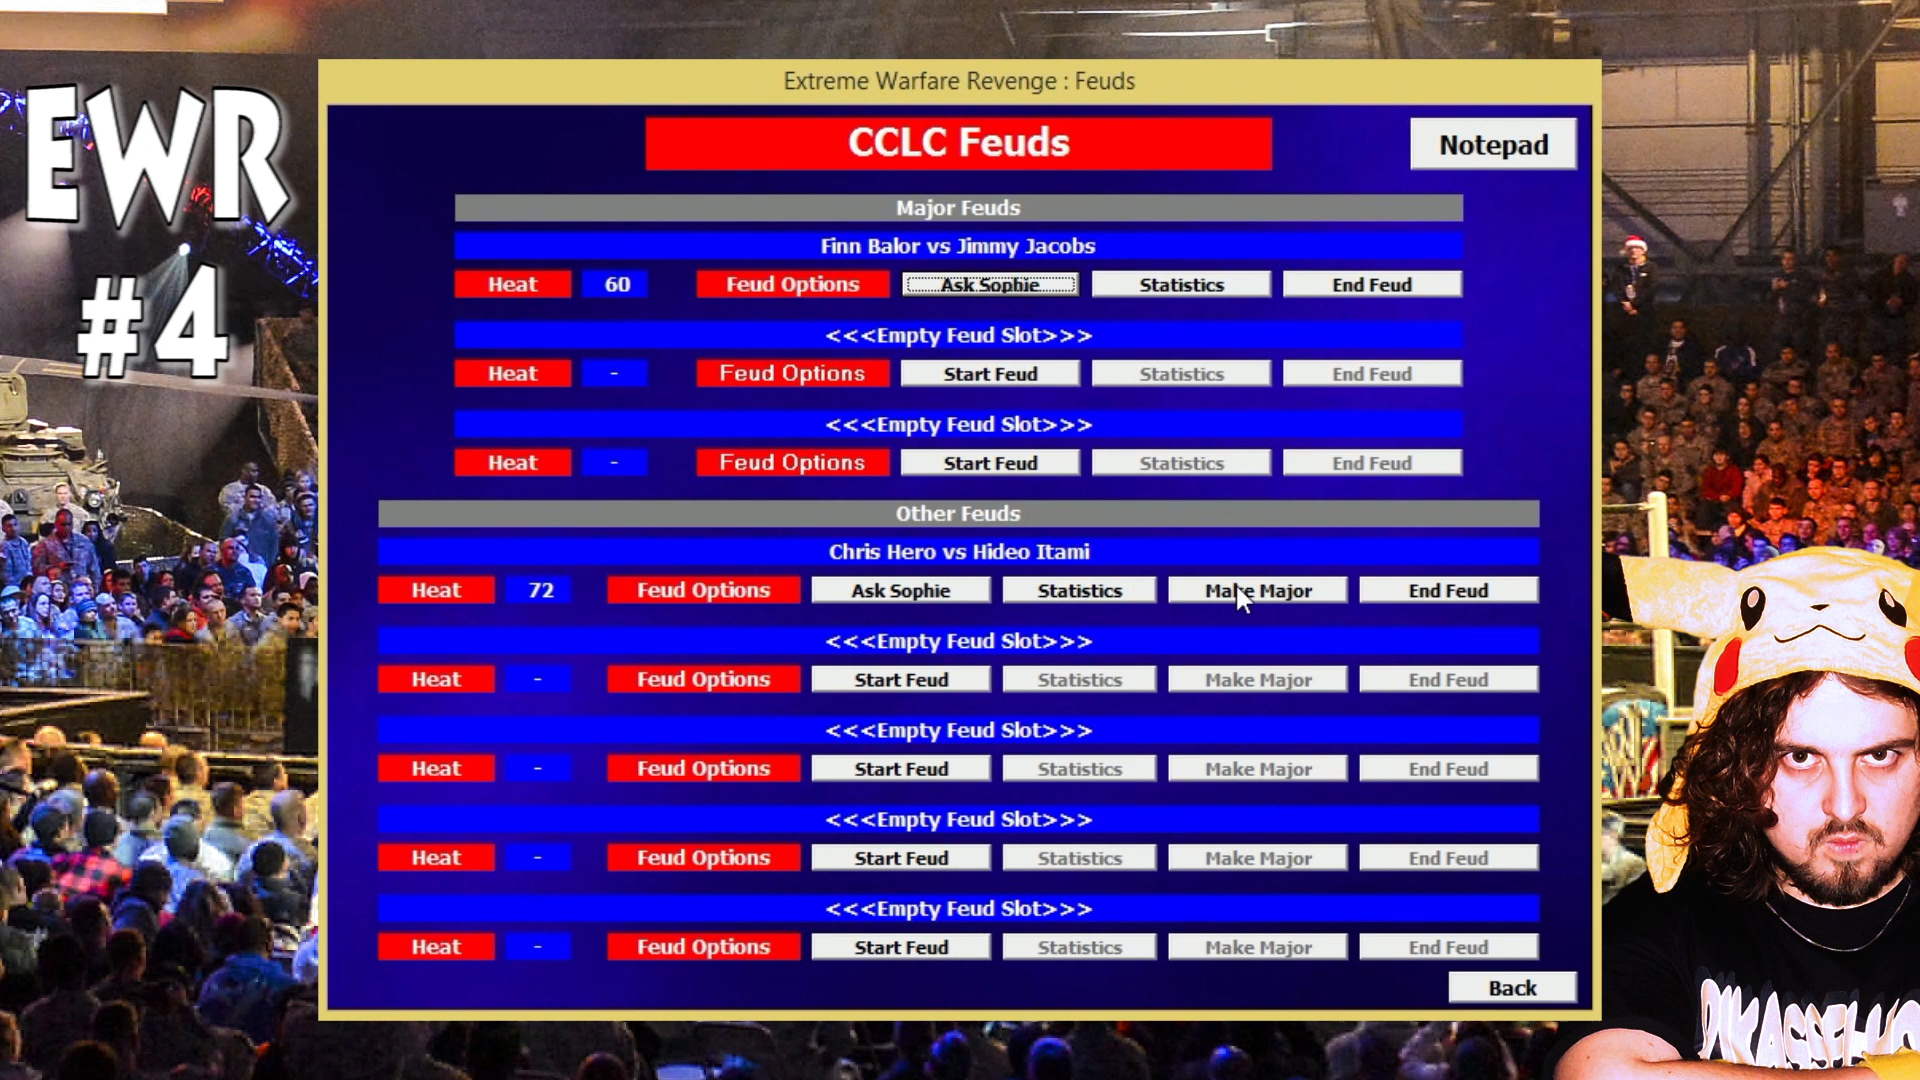 EWR
#4
Extreme Warfare Revenge : Feuds
CCLC Feuds
Notepad
Major Feuds
Finn Balor vs Jimmy Jacobs
Heat 60 Feud Options Ask Sophie Statistics End Feud
<<<Empty Feud Slot>>>
Heat - Feud Options Start Feud Statistics End Feud
<<<Empty Feud Slot>>>
Heat - Feud Options Start Feud Statistics End Feud
Other Feuds
Chris Hero vs Hideo Itami
Heat 72 Feud Options Ask Sophie Statistics Make Major End Feud
<<<Empty Feud Slot>>>
Heat - Feud Options Start Feud Statistics Make Major End Feud
<<<Empty Feud Slot>>>
Heat - Feud Options Start Feud Statistics Make Major End Feud
<<<Empty Feud Slot>>>
Heat - Feud Options Start Feud Statistics Make Major End Feud
<<<Empty Feud Slot>>>
Heat - Feud Options Start Feud Statistics Make Major End Feud
Back